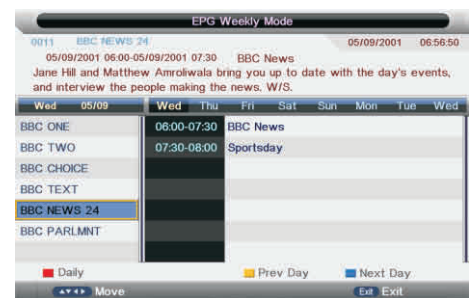 EPG Weekly Mode
0011 BBC NEWS 24 05/09/2001 06:56:50
05/09/2001 06:00-05/09/2001 07:30 BBC News
Jane Hill and Matthew Amroliwala bring you up to date with the day's events,
and interview the people making the news. W/S.
Wed 05/09 Wed Thu Fri Sat Sun Mon Tue Wed
BBC ONE 06:00-07:30 BBC News
BBC TWO 07:30-08:00 Sportsday
BBC CHOICE
BBC TEXT
BBC NEWS 24
BBC PARLMNT
Daily Prev Day Next Day
Move Exit Exit